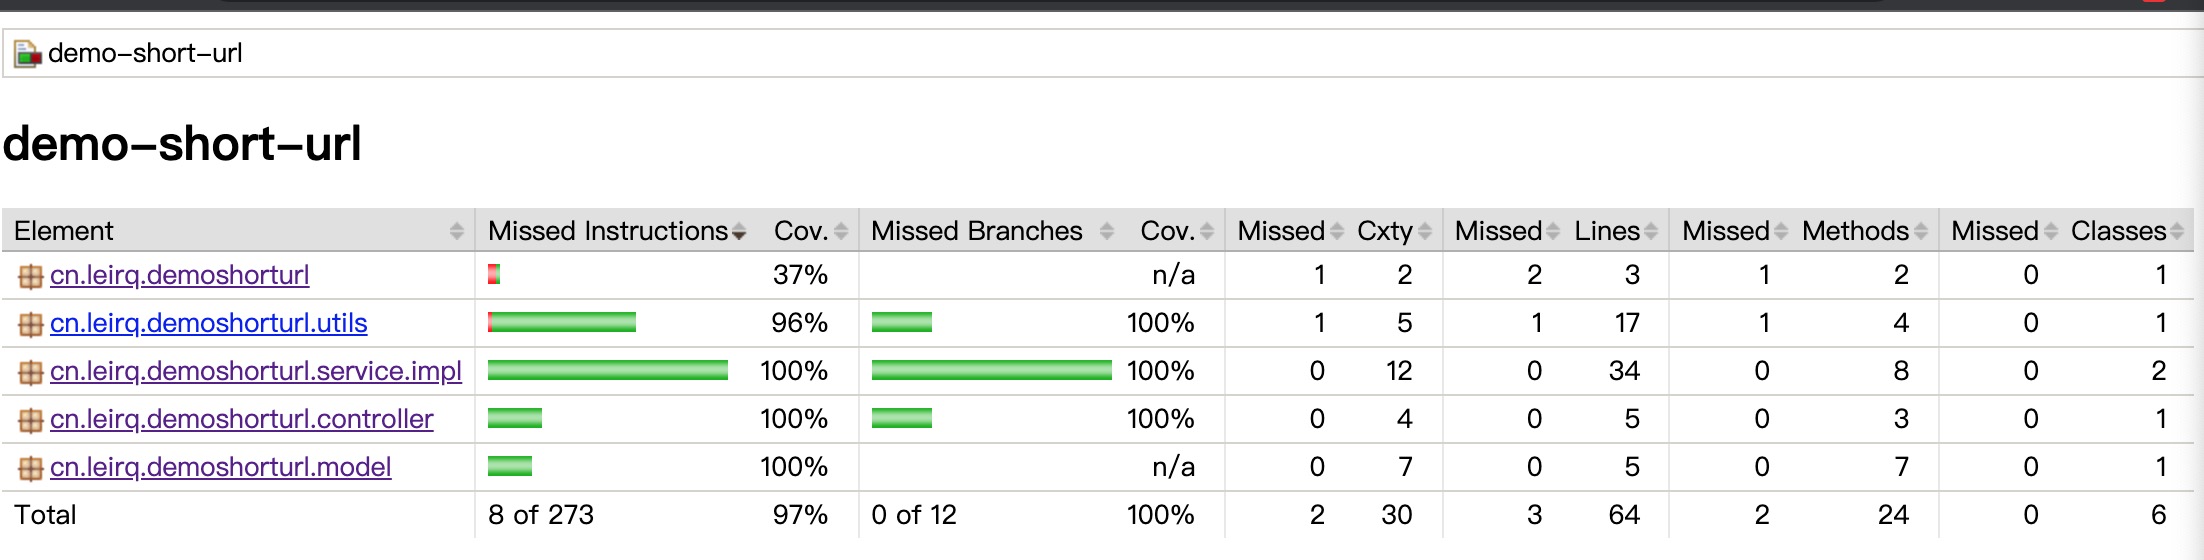 demo-short-url
demo-short-url
Element Missed Instructions Cov. Missed Branches Cov. Missed Cxty Missed Lines Missed Methods Missed Classes
cn.leirq.demoshorturl 37% n/a 1 2 2 3 1 2 0 1
cn.leirq.demoshorturl.utils 96% 100% 1 5 1 17 1 4 0 1
cn.leirq.demoshorturl.service.impl 100% 100% 0 12 0 34 0 8 0 2
cn.leirq.demoshorturl.controller 100% 100% 0 4 0 5 0 3 0 1
cn.leirq.demoshorturl.model 100% n/a 0 7 0 5 0 7 0 1
Total 8 of 273 97% 0 of 12 100% 2 30 3 64 2 24 0 6